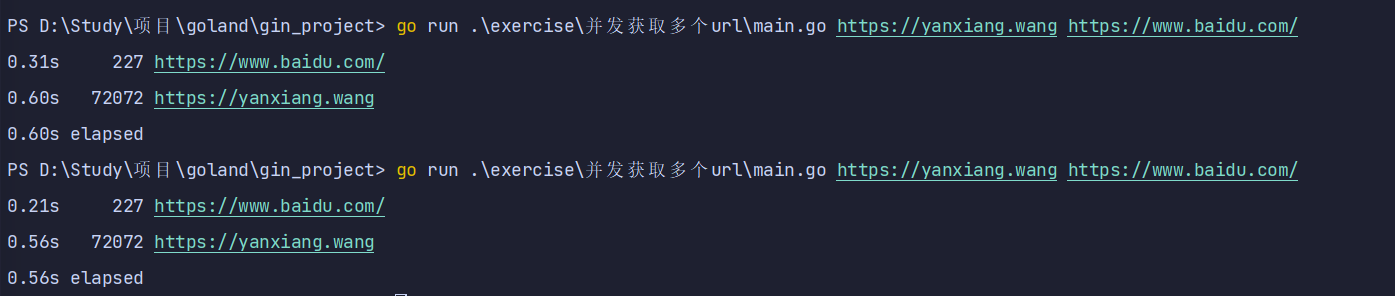 PS D:\Study\项目\goland\gin_project> go run .\exercise\并发获取多个url\main.go https://yanxiang.wang https://www.baidu.com/
0.31s     227 https://www.baidu.com/
0.60s   72072 https://yanxiang.wang
0.60s elapsed
PS D:\Study\项目\goland\gin_project> go run .\exercise\并发获取多个url\main.go https://yanxiang.wang https://www.baidu.com/
0.21s     227 https://www.baidu.com/
0.56s   72072 https://yanxiang.wang
0.56s elapsed